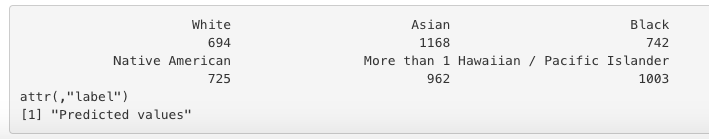 White Asian Black
694 1168 742
Native American More than 1 Hawaiian / Pacific Islander
725 962 1003
attr(,"label")
[1] "Predicted values"